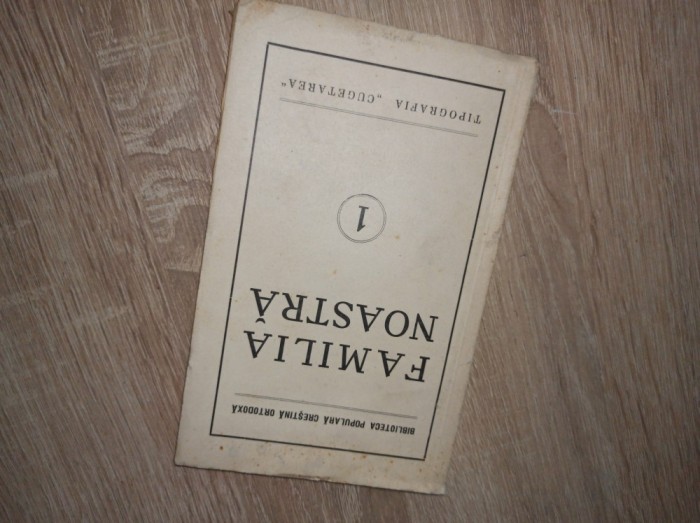 BIBLIOTECA POPULARĂ CREȘTINĂ ORTODOXĂ
FAMILIA
NOASTRĂ
1
TIPOGRAFIA „CUGETAREA“